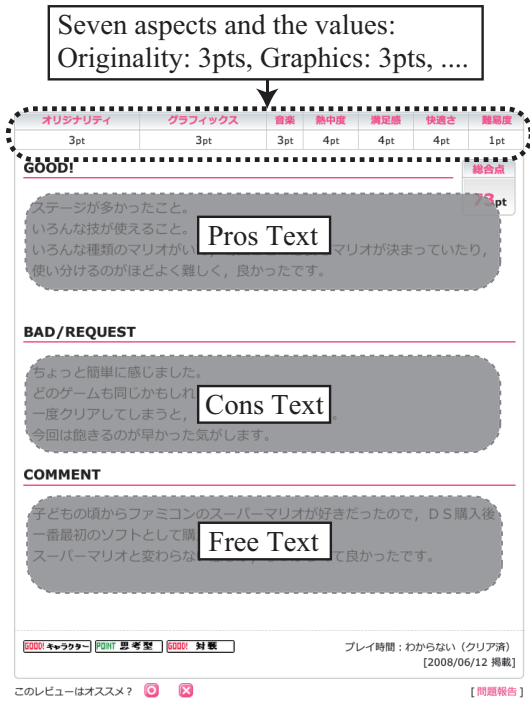 Seven aspects and the values:
Originality: 3pts, Graphics: 3pts, ....
オリジナリティ グラフィックス 音楽 熱中度 満足感 快適さ 難易度
3pt 3pt 3pt 4pt 4pt 4pt 1pt
GOOD!
総合点
73pt
ステージが多かったこと。
いろんな技が使えること。
いろんな種類のマリオがい マリオが決まっていたり,
使い分けるのがほどよく難しく,良かったです。
Pros Text
BAD/REQUEST
ちょっと簡単に感じました。
どのゲームも同じかもしれ
一度クリアしてしまうと,
今回は飽きるのが早かった気がします。
Cons Text
COMMENT
子どもの頃からファミコンのスーパーマリオが好きだったので,DS購入後
一番最初のソフトとして購
スーパーマリオと変わらな て良かったです。
Free Text
GOOD! キャラクター POINT 思考型 GOOD! 対戦
プレイ時間:わからない(クリア済)
[2008/06/12 掲載]
このレビューはオススメ? [問題報告]